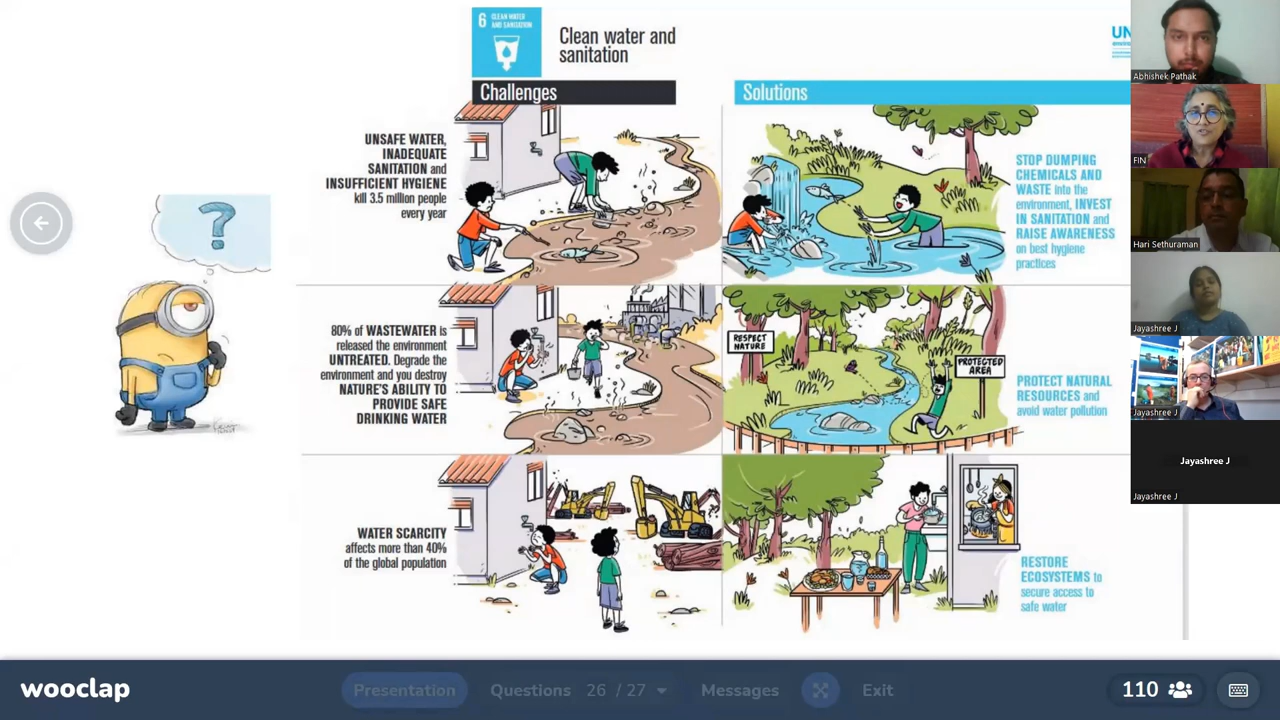 6 CLEAN WATER
AND SANITATION
Clean water and
sanitation
UN
Challenges
Solutions
UNSAFE WATER,
INADEQUATE
SANITATION and
INSUFFICIENT HYGIENE
kill 3.5 million people
every year
STOP DUMPING
CHEMICALS AND
WASTE into the
environment, INVEST
IN SANITATION and
RAISE AWARENESS
on best hygiene
practices
?
80% of WASTEWATER is
released the environment
UNTREATED. Degrade the
environment and you destroy
NATURE'S ABILITY TO
PROVIDE SAFE
DRINKING WATER
RESPECT
NATURE
PROTECTED
AREA
PROTECT NATURAL
RESOURCES and
avoid water pollution
WATER SCARCITY
affects more than 40%
of the global population
RESTORE
ECOSYSTEMS to
secure access to
safe water
Abhishek Pathak
FIN
Hari Sethuraman
Jayashree J
Jayashree J
Jayashree J
Jayashree J
wooclap
Presentation
Questions 26 / 27
Messages
Exit
110